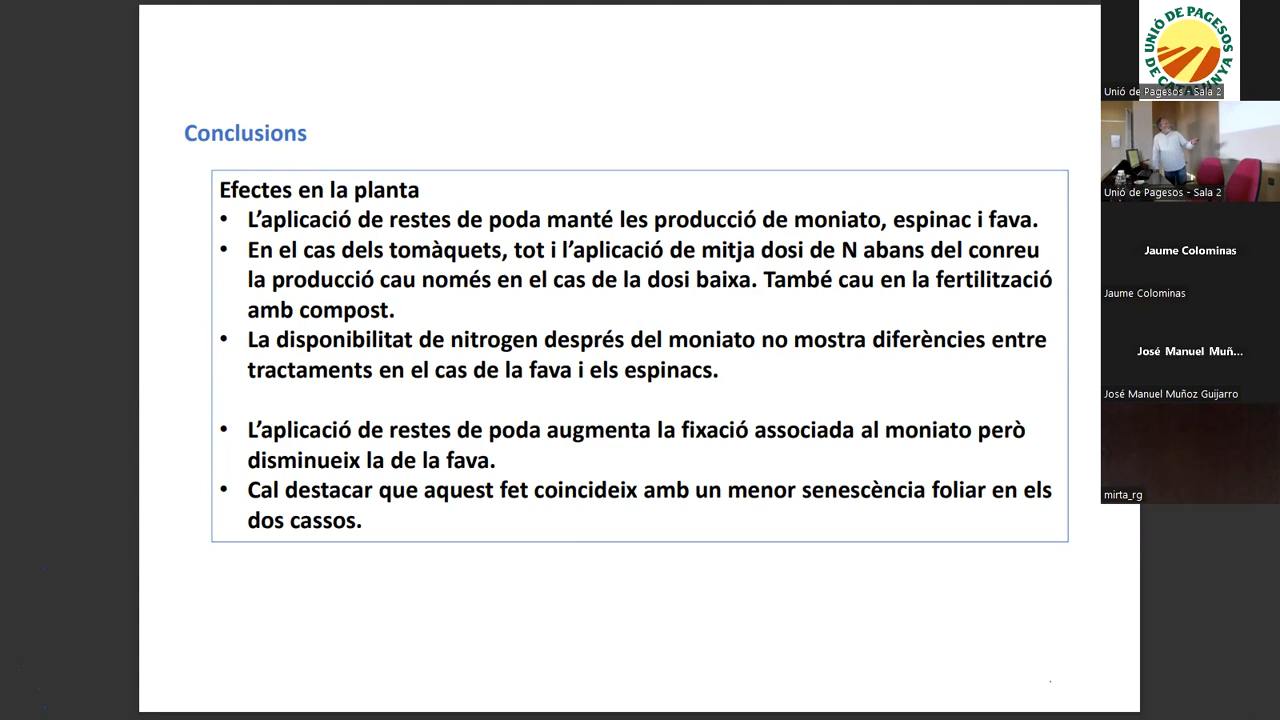 Conclusions
Efectes en la planta
• L’aplicació de restes de poda manté les producció de moniato, espinac i fava.
• En el cas dels tomàquets, tot i l’aplicació de mitja dosi de N abans del conreu
la producció cau només en el cas de la dosi baixa. També cau en la fertilització
amb compost.
• La disponibilitat de nitrogen després del moniato no mostra diferències entre
tractaments en el cas de la fava i els espinacs.
• L’aplicació de restes de poda augmenta la fixació associada al moniato però
disminueix la de la fava.
• Cal destacar que aquest fet coincideix amb un menor senescència foliar en els
dos cassos.
UNIÓ DE PAGESOS
DE CATALUNYA
Unió de Pagesos - Sala 2
Unió de Pagesos - Sala 2
Jaume Colominas
Jaume Colominas
José Manuel Muñ...
José Manuel Muñoz Guijarro
mirta_rg